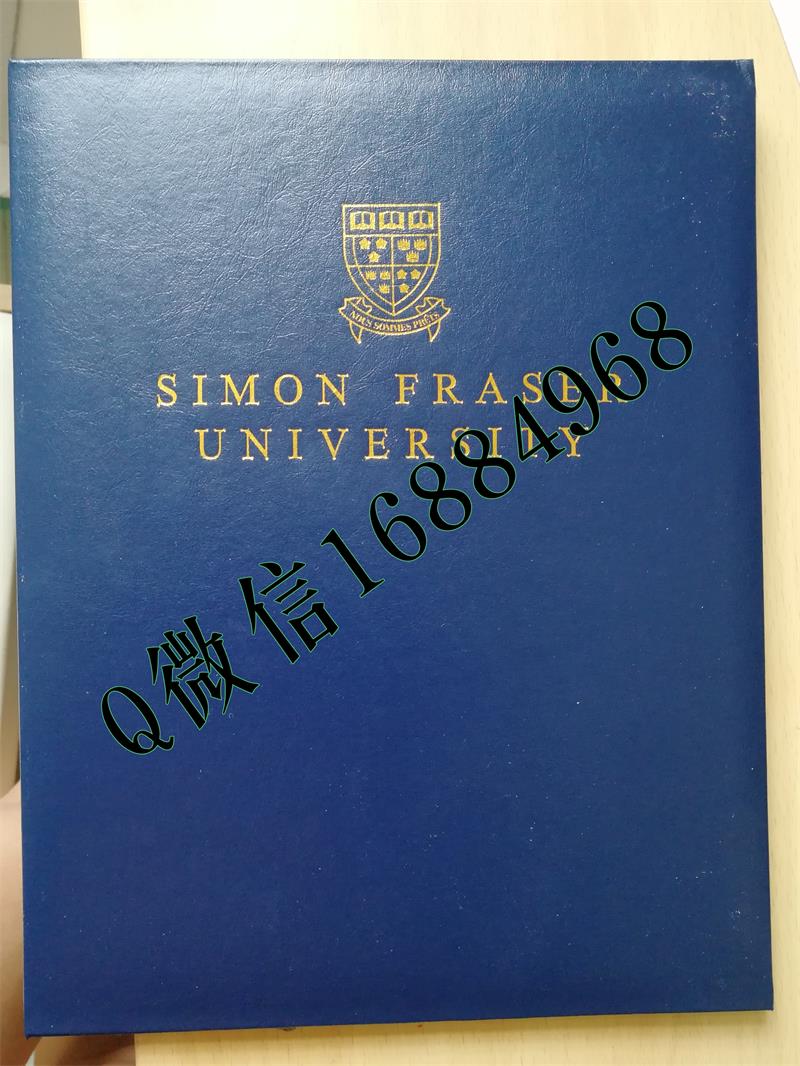 NOUS SOMMES PRÊTS
SIMON FRASER
UNIVERSITY
Q微信16884968